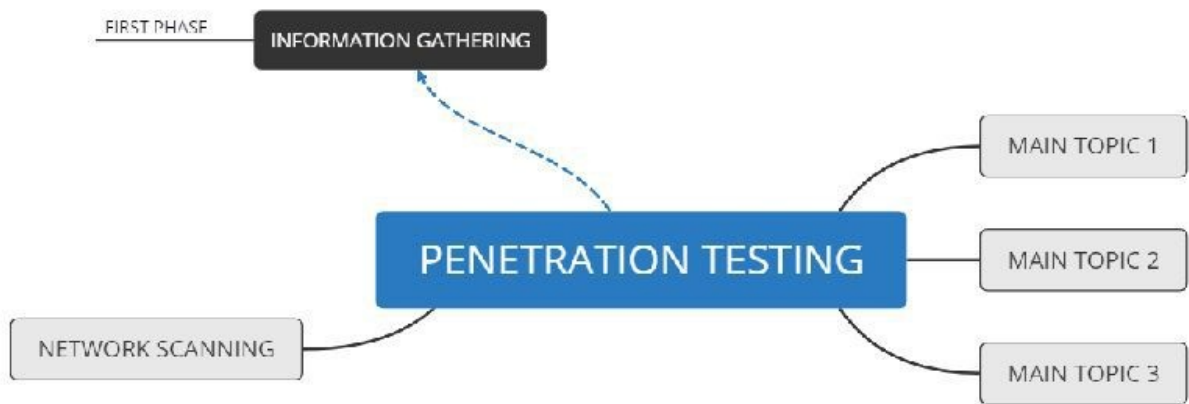 FIRST PHASE
INFORMATION GATHERING
MAIN TOPIC 1
PENETRATION TESTING
MAIN TOPIC 2
NETWORK SCANNING
MAIN TOPIC 3